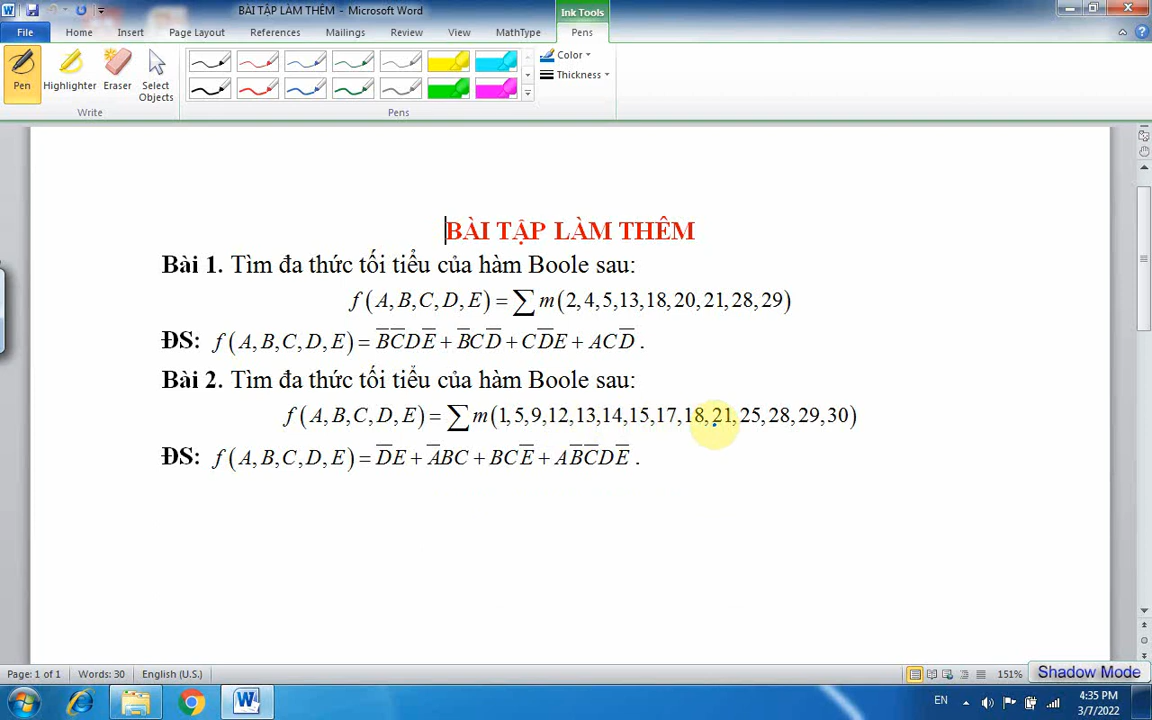 BÀI TẬP LÀM THÊM - Microsoft Word
Ink Tools
File Home Insert Page Layout References Mailings Review View MathType Pens
Pen Highlighter Eraser Select Objects
Color
Thickness
Write Pens
BÀI TẬP LÀM THÊM
Bài 1. Tìm đa thức tối tiểu của hàm Boole sau:
f(A,B,C,D,E) = ∑m(2,4,5,13,18,20,21,28,29)
ĐS: f(A,B,C,D,E) = B̅C̅DE̅ + B̅CD̅ + CD̅E + ACD̅.
Bài 2. Tìm đa thức tối tiểu của hàm Boole sau:
f(A,B,C,D,E) = ∑m(1,5,9,12,13,14,15,17,18,21,25,28,29,30)
ĐS: f(A,B,C,D,E) = D̅E + A̅BC + BCE̅ + AB̅C̅DE̅.
Page: 1 of 1 Words: 30 English (U.S.) 151%
Shadow Mode
EN 4:35 PM
3/7/2022